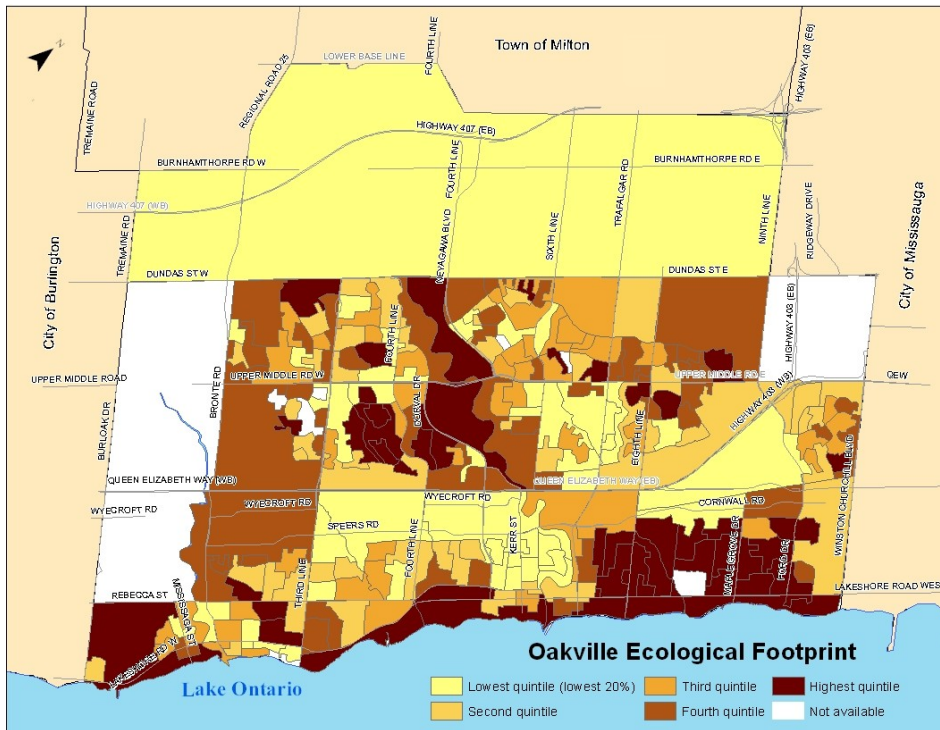 Town of Milton
N
LOWER BASE LINE
FOURTH LINE
HIGHWAY 403 (EB)
REGIONAL ROAD 25
TREMAINE ROAD
HIGHWAY 407 (EB)
BURNHAMTHORPE RD W
FOURTH LINE
BURNHAMTHORPE RD E
TRAFALGAR RD
HIGHWAY 407 (WB)
TREMAINE RD
NEYAGAWA BLVD
SIXTH LINE
NINTH LINE
RIDGEWAY DRIVE
City of Mississauga
City of Burlington
DUNDAS ST W
DUNDAS ST E
FOURTH LINE
HIGHWAY 403 (EB)
UPPER MIDDLE ROAD
BRONTE RD
UPPER MIDDLE RD W
DORVAL DR
UPPER MIDDLE RD E
QEW
HIGHWAY 403 (WB)
BURLOAK DR
EIGHTH LINE
QUEEN ELIZABETH WAY (WB)
QUEEN ELIZABETH WAY (EB)
WINSTON CHURCHILL BLVD
WYECROFT RD
WYECROFT RD
WYECROFT RD
CORNWALL RD
SPEERS RD
KERR ST
FOURTH LINE
MAPLE GROVE DR
FORD DR
THIRD LINE
MISSISSAGA ST
REBECCA ST
LAKESHORE ROAD WEST
LAKESHORE RD W
Lake Ontario
Oakville Ecological Footprint
Lowest quintile (lowest 20%)
Third quintile
Highest quintile
Second quintile
Fourth quintile
Not available